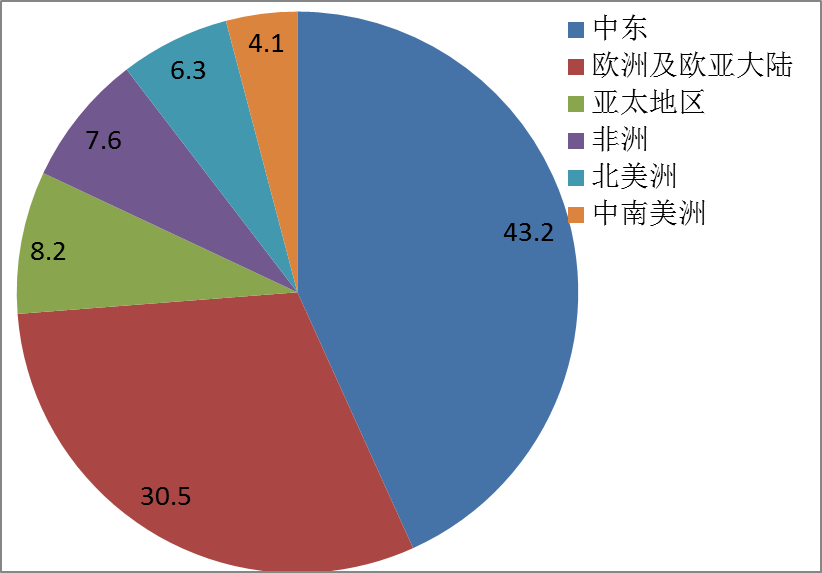 4.1
6.3
7.6
8.2
43.2
30.5
中东
欧洲及欧亚大陆
亚太地区
非洲
北美洲
中南美洲